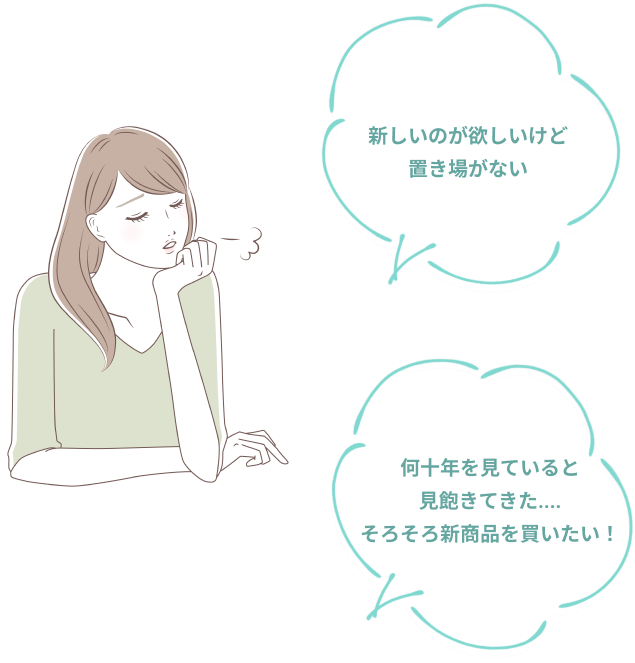 新しいのが欲しいけど
置き場がない
何十年を見ていると
見飽きてきた....
そろそろ新商品を買いたい！